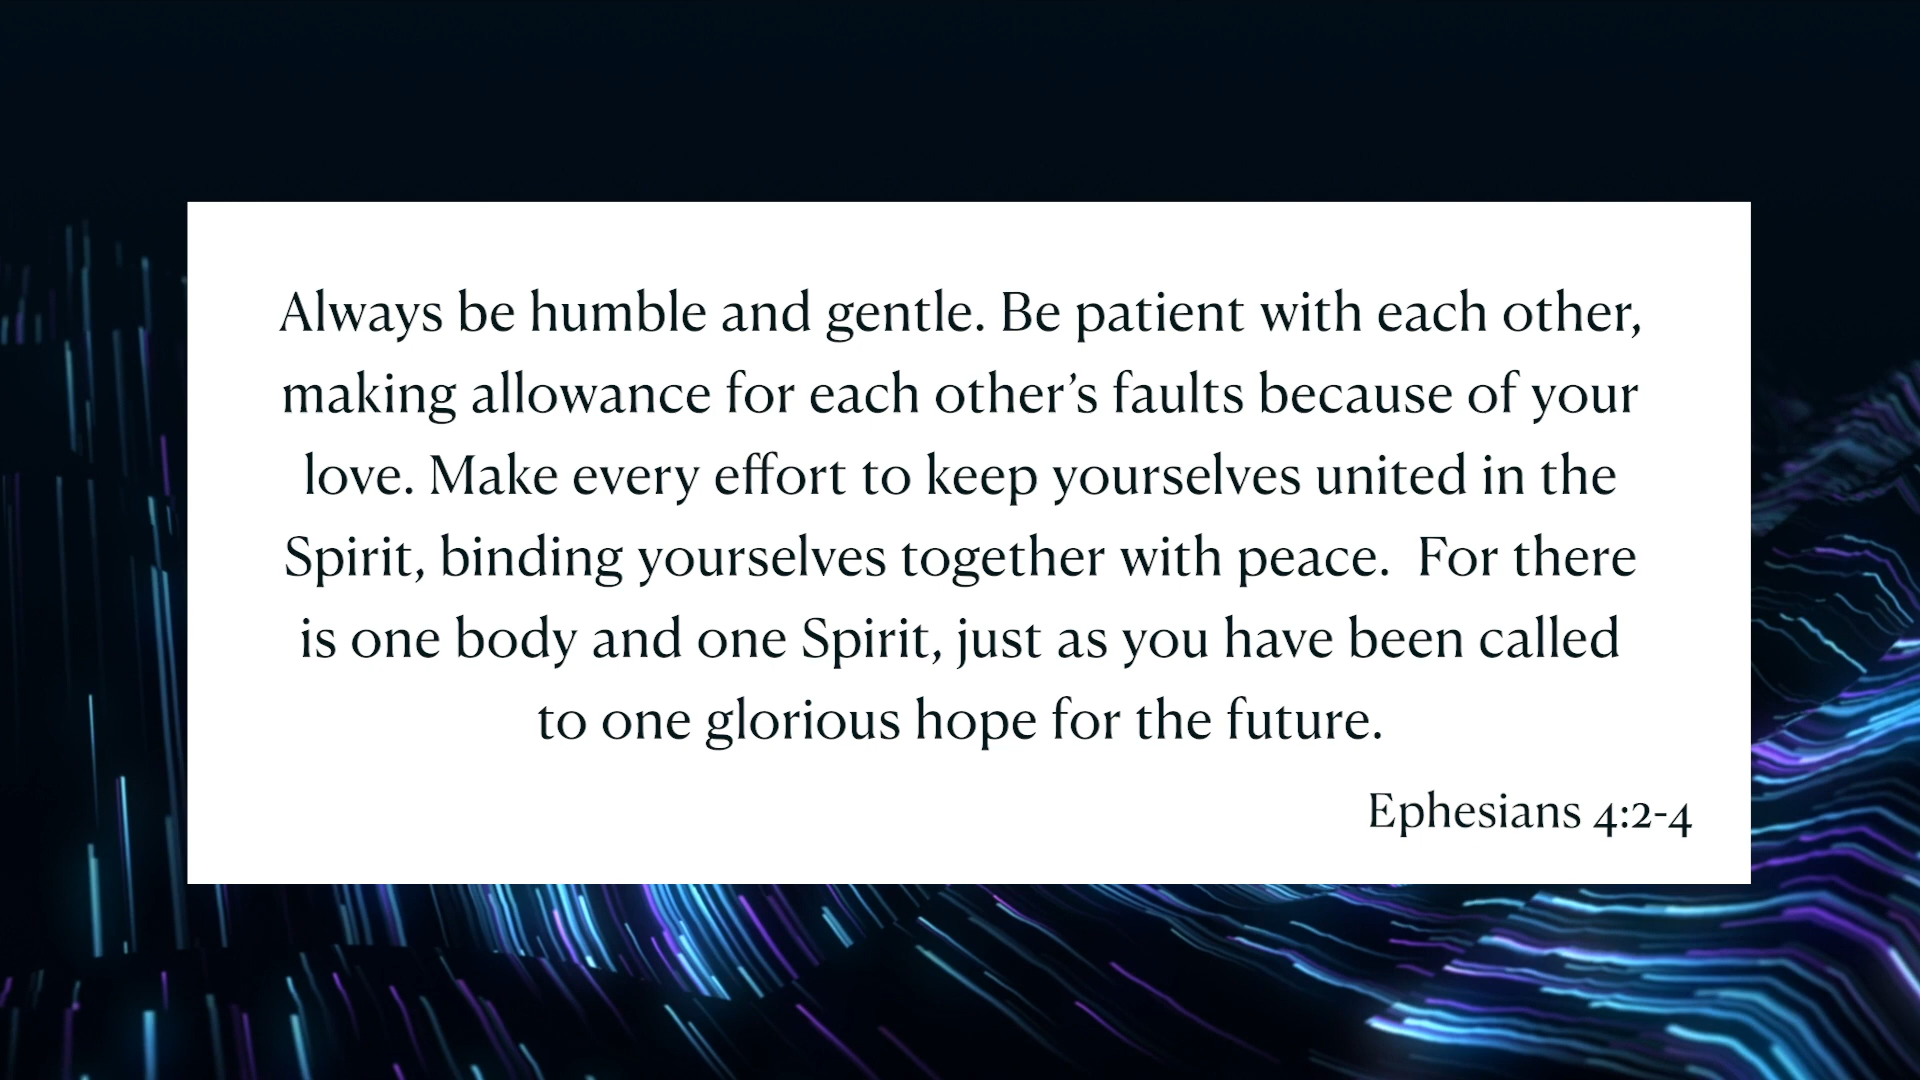 Always be humble and gentle. Be patient with each other,
making allowance for each other’s faults because of your
love. Make every effort to keep yourselves united in the
Spirit, binding yourselves together with peace.  For there
is one body and one Spirit, just as you have been called
to one glorious hope for the future.
Ephesians 4:2-4